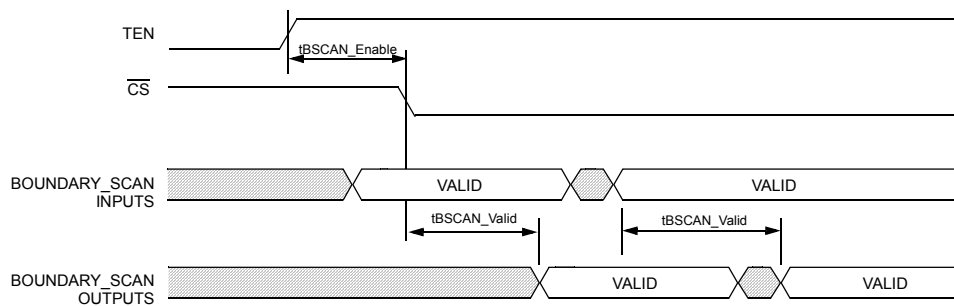 TEN
tBSCAN_Enable
CS
BOUNDARY_SCAN
INPUTS
VALID
VALID
tBSCAN_Valid
tBSCAN_Valid
BOUNDARY_SCAN
OUTPUTS
VALID
VALID